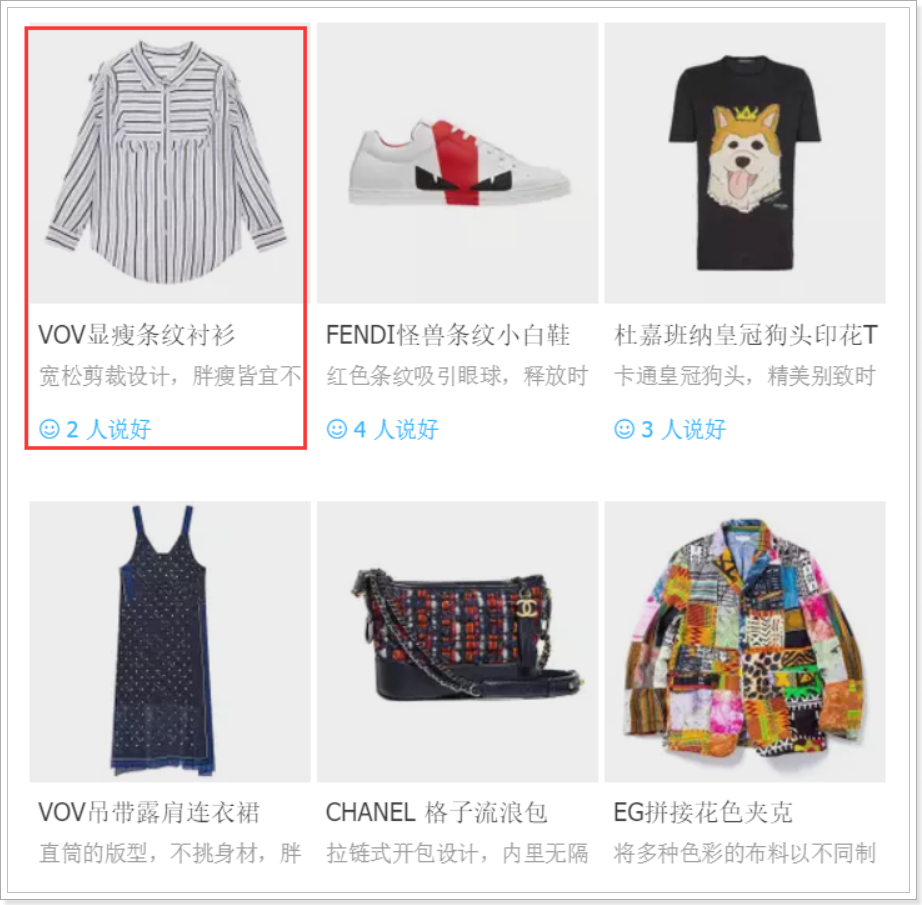 VOV显瘦条纹衬衫
宽松剪裁设计，胖瘦皆宜不
2 人说好
FENDI怪兽条纹小白鞋
红色条纹吸引眼球，释放时
4 人说好
杜嘉班纳皇冠狗头印花T
卡通皇冠狗头，精美别致时
3 人说好
VOV吊带露肩连衣裙
直筒的版型，不挑身材，胖
CHANEL 格子流浪包
拉链式开包设计，内里无隔
EG拼接花色夹克
将多种色彩的布料以不同制